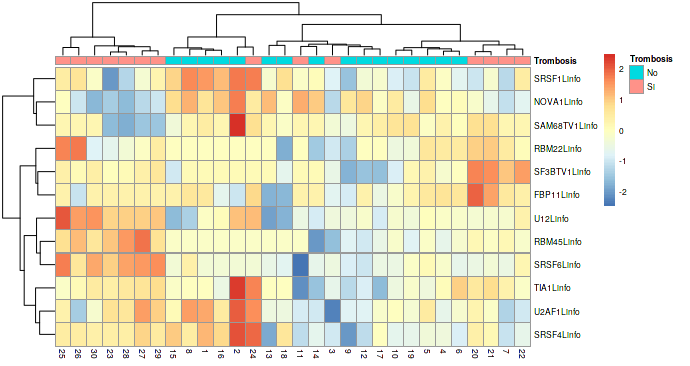 Trombosis
SRSF1Linfo
NOVA1Linfo
SAM68TV1Linfo
RBM22Linfo
SF3BTV1Linfo
FBP11Linfo
U12Linfo
RBM45Linfo
SRSF6Linfo
TIA1Linfo
U2AF1Linfo
SRSF4Linfo
25 26 30 23 28 27 29 15 8 1 16 2 24 13 18 11 14 3 9 12 17 10 19 5 4 6 20 21 7 22
2
1
0
-1
-2
Trombosis
No
Si